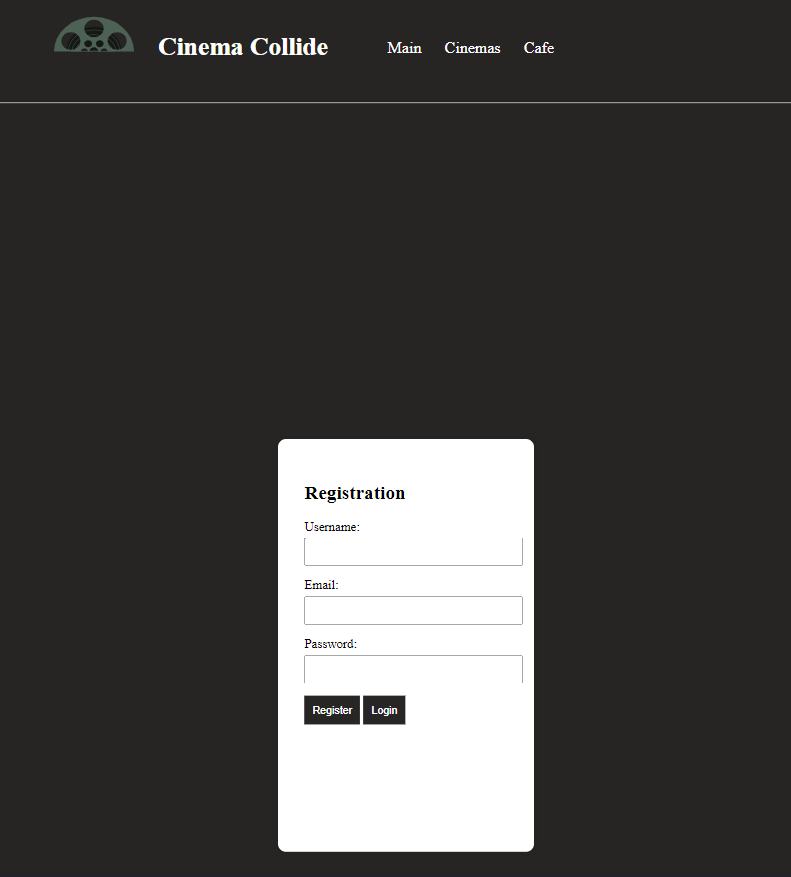 Cinema Collide Main Cinemas Cafe
Registration
Username:
Email:
Password:
Register Login